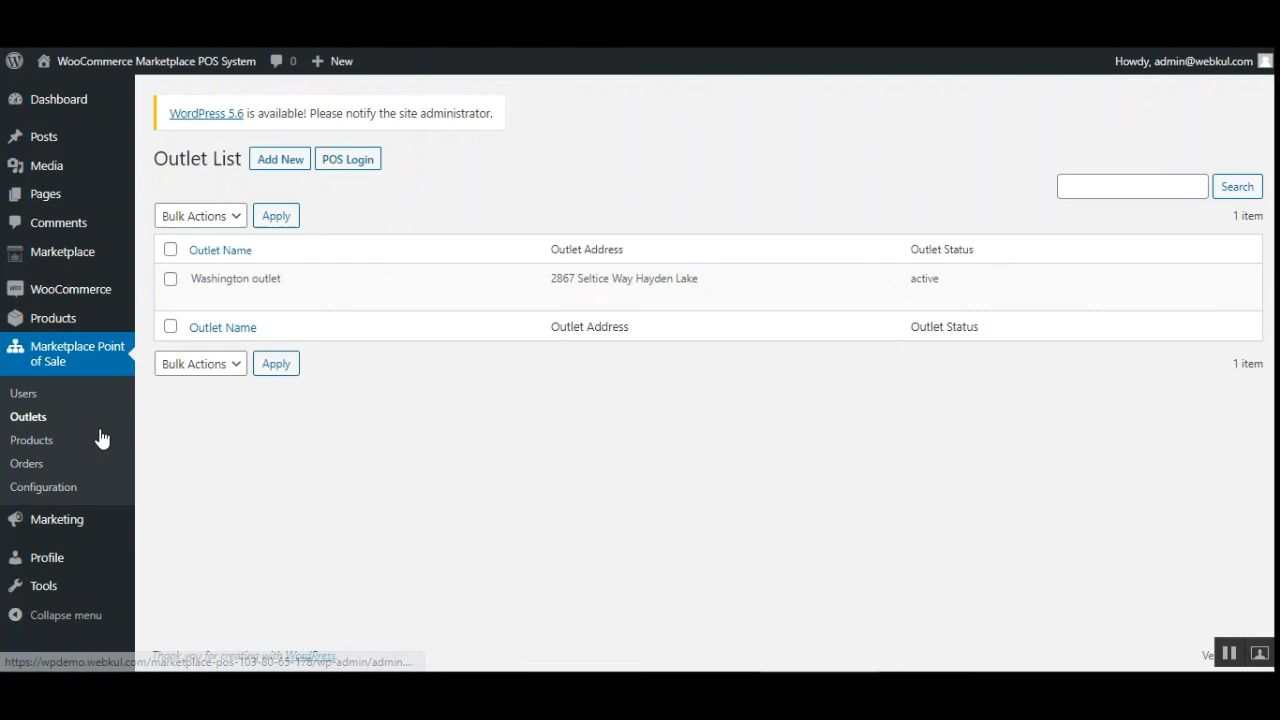 WooCommerce Marketplace POS System 0 New Howdy, admin@webkul.com
Dashboard
Posts
Media
Pages
Comments
Marketplace
WooCommerce
Products
Marketplace Point
of Sale
Users
Outlets
Products
Orders
Configuration
Marketing
Profile
Tools
Collapse menu
WordPress 5.6 is available! Please notify the site administrator.
Outlet List Add New POS Login
Search
Bulk Actions Apply 1 item
Outlet Name Outlet Address Outlet Status
Washington outlet 2867 Seltice Way Hayden Lake active
Outlet Name Outlet Address Outlet Status
Bulk Actions Apply 1 item
Thank you for creating with WordPress.
https://wpdemo.webkul.com/marketplace-pos-103-80-65-178/wp-admin/admin....